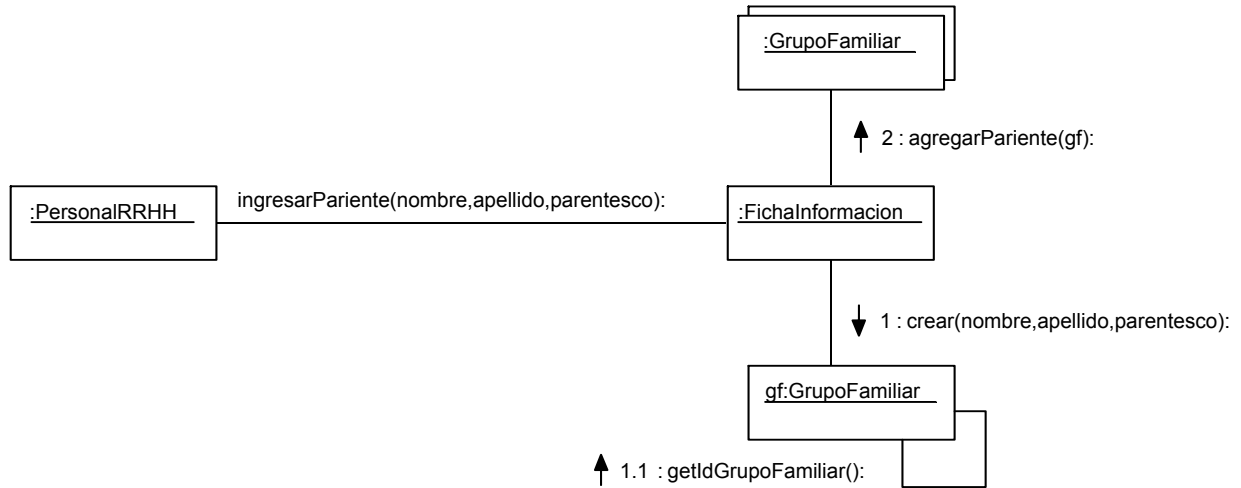 :GrupoFamiliar
2 : agregarPariente(gf):
:PersonalRRHH
ingresarPariente(nombre,apellido,parentesco):
:FichaInformacion
1 : crear(nombre,apellido,parentesco):
gf:GrupoFamiliar
1.1 : getIdGrupoFamiliar():